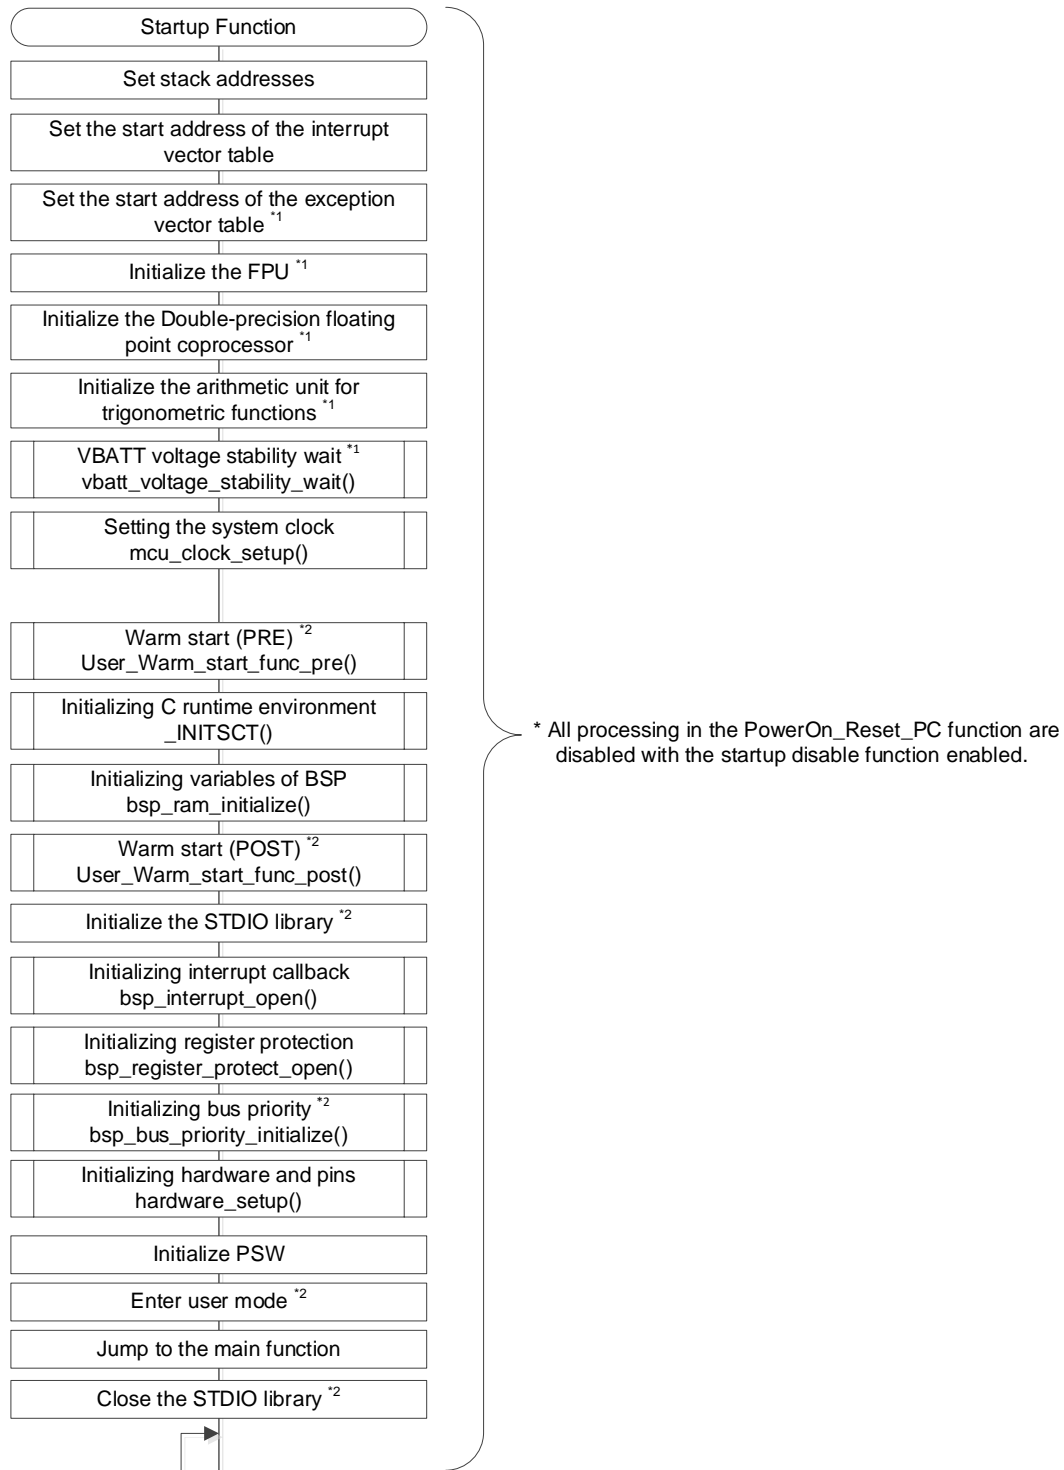 Startup Function
Set stack addresses
Set the start address of the interrupt
vector table
Set the start address of the exception
vector table *1
Initialize the FPU *1
Initialize the Double-precision floating
point coprocessor *1
Initialize the arithmetic unit for
trigonometric functions *1
VBATT voltage stability wait *1
vbatt_voltage_stability_wait()
Setting the system clock
mcu_clock_setup()
Warm start (PRE) *2
User_Warm_start_func_pre()
Initializing C runtime environment
_INITSCT()
Initializing variables of BSP
bsp_ram_initialize()
Warm start (POST) *2
User_Warm_start_func_post()
Initialize the STDIO library *2
Initializing interrupt callback
bsp_interrupt_open()
Initializing register protection
bsp_register_protect_open()
Initializing bus priority *2
bsp_bus_priority_initialize()
Initializing hardware and pins
hardware_setup()
Initialize PSW
Enter user mode *2
Jump to the main function
Close the STDIO library *2
* All processing in the PowerOn_Reset_PC function are
disabled with the startup disable function enabled.